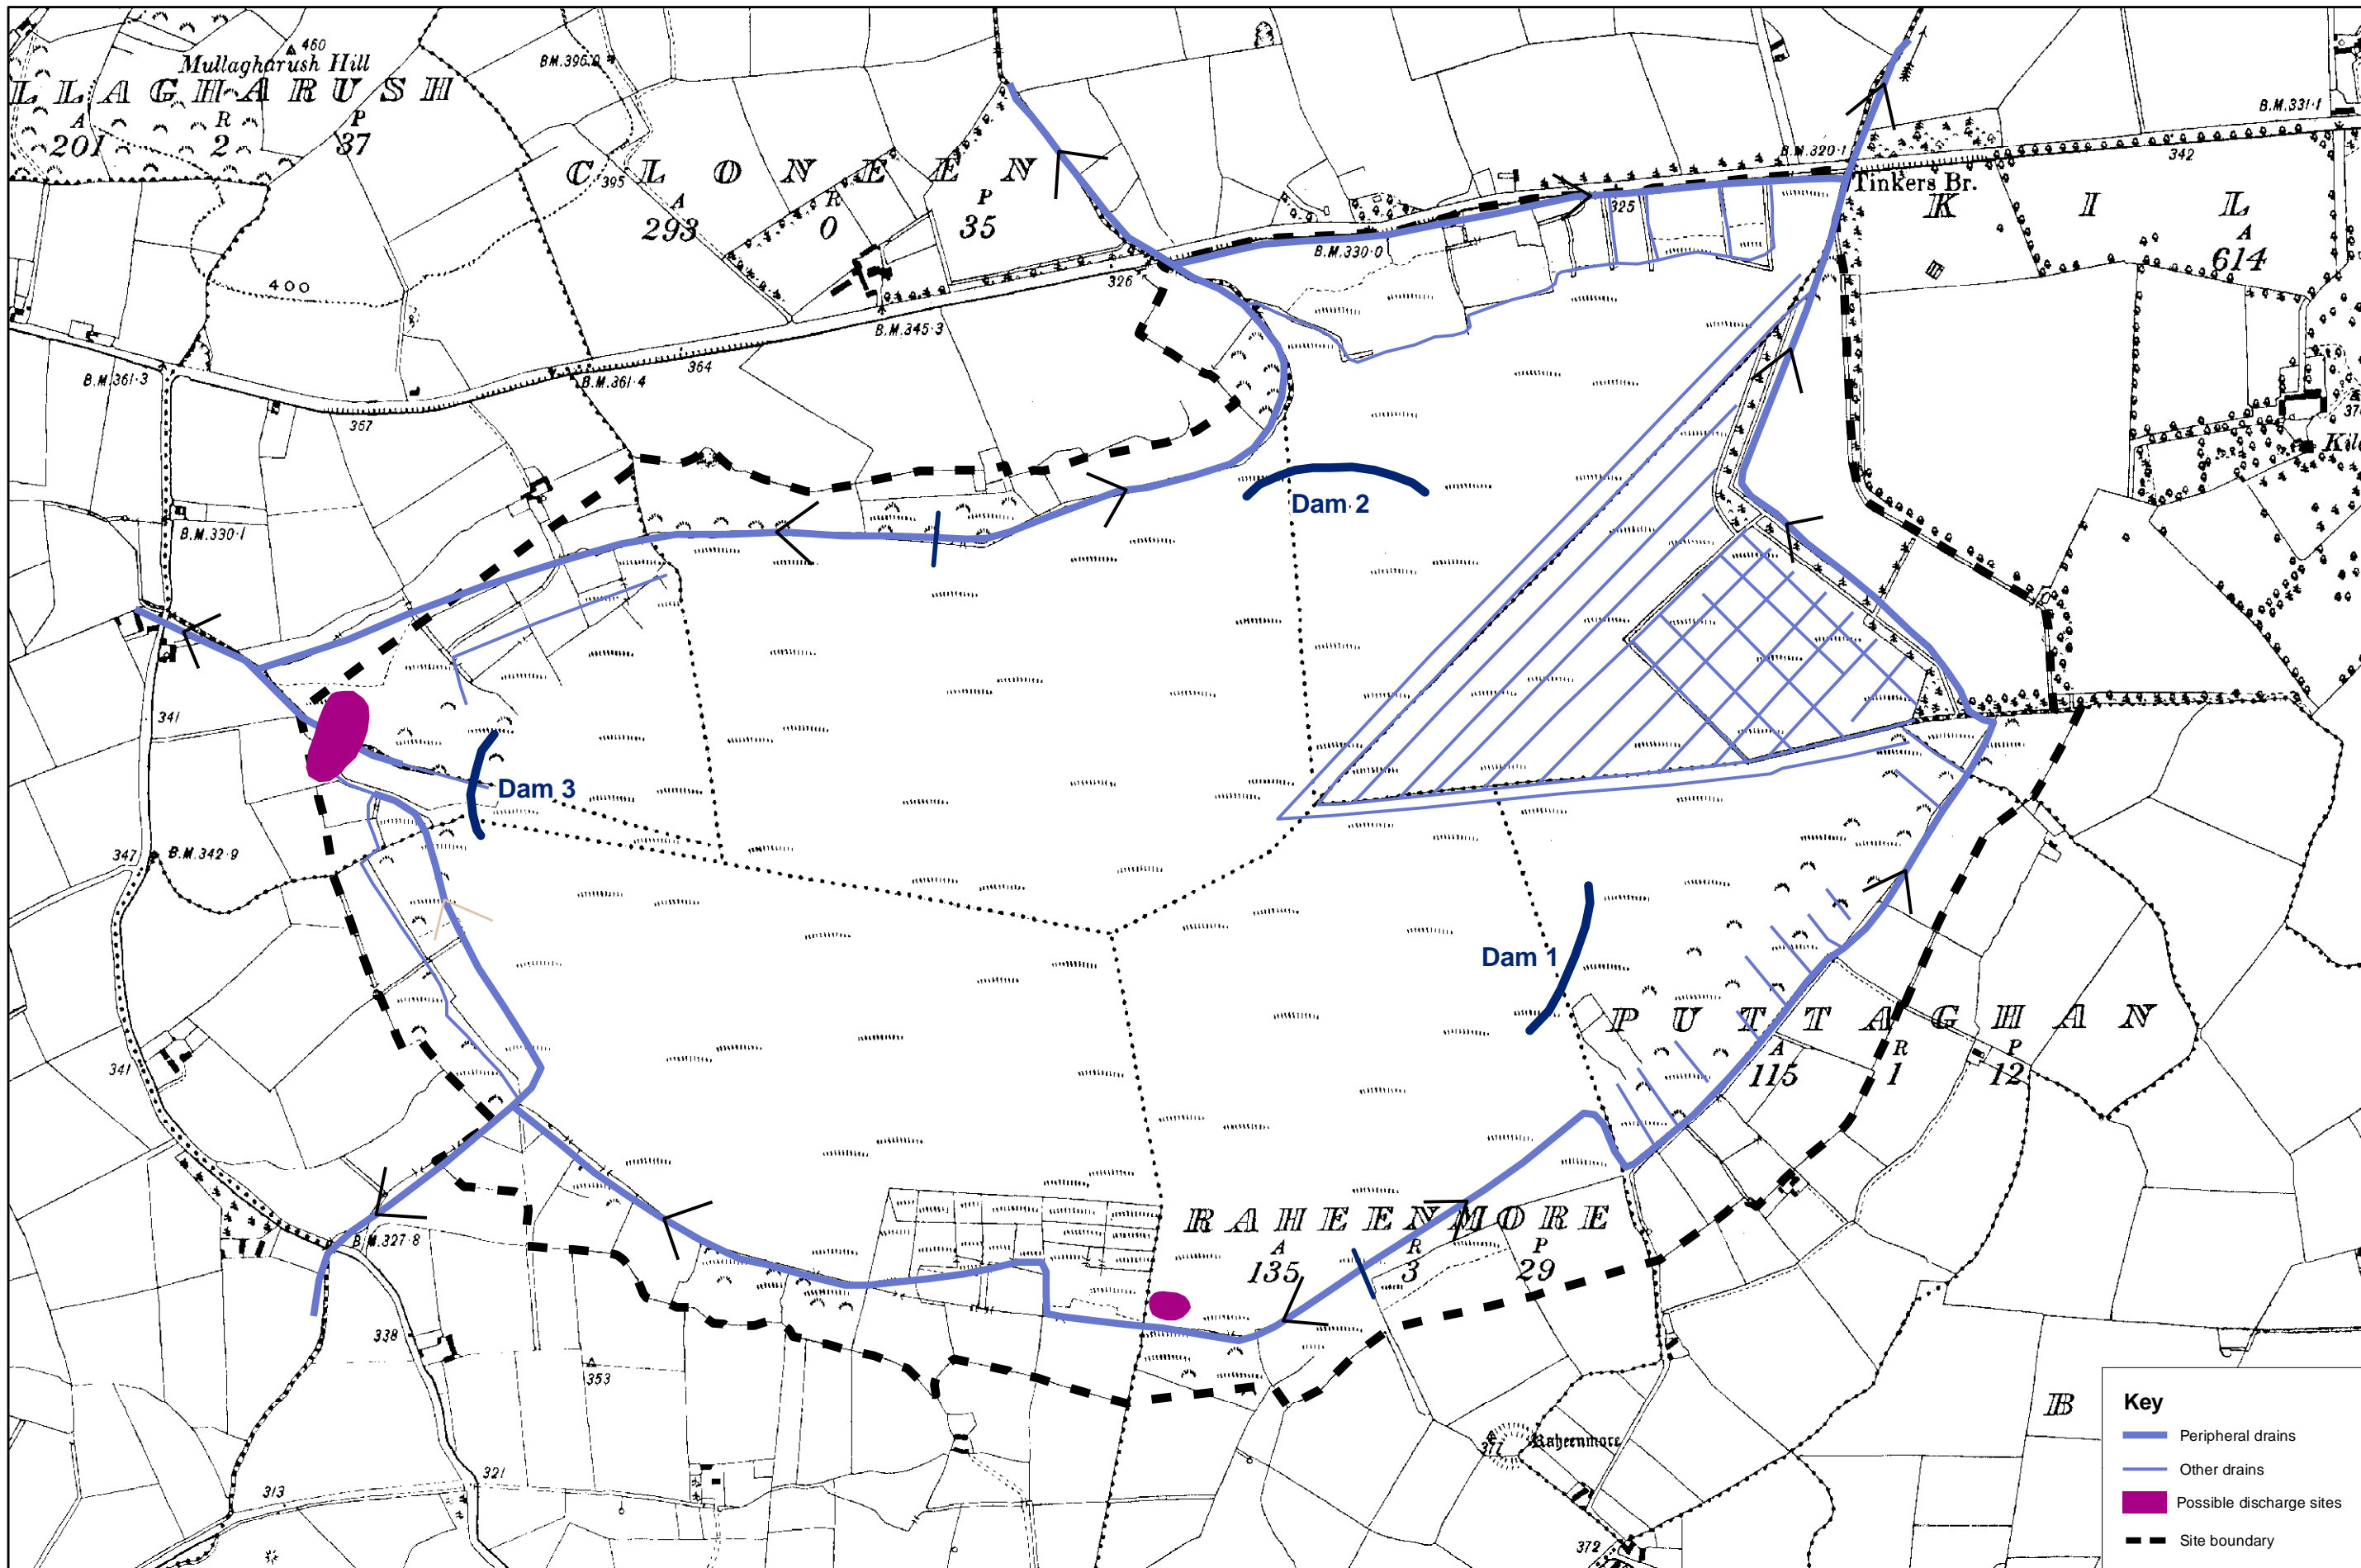 460
Mullagharush Hill
LLAGHARUSH
A R P
201 2 37
B.M.396.0
CLONEEN
395
A R P
293 0 35
B.M.320.1
B.M.331.1
342
Tinkers Br.
KIL
A
614
325
B.M.330.0
326
B.M.345.3
400
364
B.M.361.3
B.M.361.4
367
Dam 2
B.M.330.1
341
Dam 3
347
B.M.342.9
Dam 1
PUTTAGHAN
A R P
115 1 12
341
RAHEENMORE
A R P
135 3 29
B.M.327.8
338
353
377
Raheenmore
321
313
372
B
Key
Peripheral drains
Other drains
Possible discharge sites
Site boundary